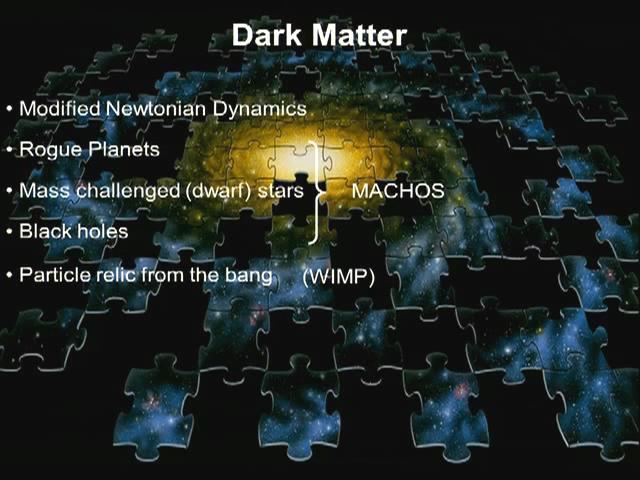 Dark Matter
• Modified Newtonian Dynamics
• Rogue Planets
• Mass challenged (dwarf) stars MACHOS
• Black holes
• Particle relic from the bang (WIMP)